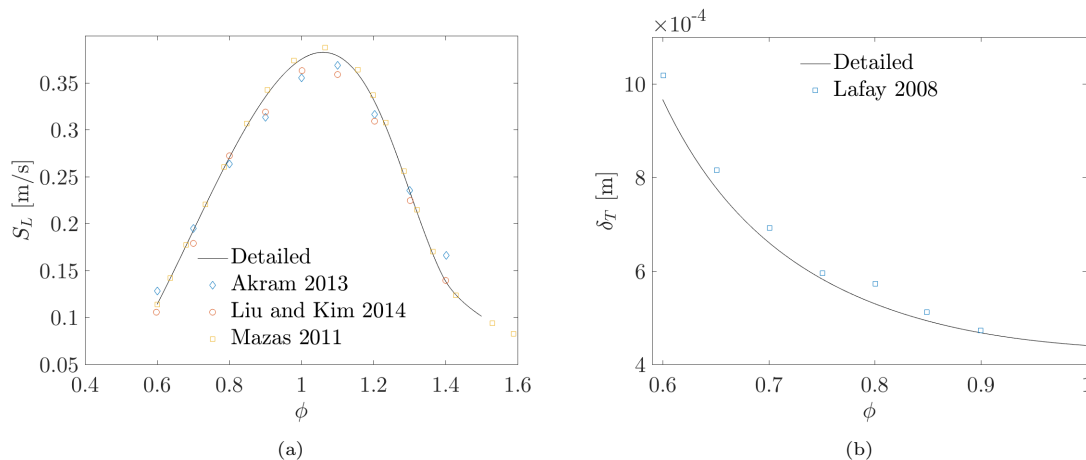 0.35
0.3
0.25
0.2
0.15
0.1
0.05
S_L [m/s]
Detailed
Akram 2013
Liu and Kim 2014
Mazas 2011
0.4 0.6 0.8 1 1.2 1.4 1.6
ϕ
(a)
×10⁻⁴
10
8
6
4
δ_T [m]
Detailed
Lafay 2008
0.6 0.7 0.8 0.9 1
ϕ
(b)